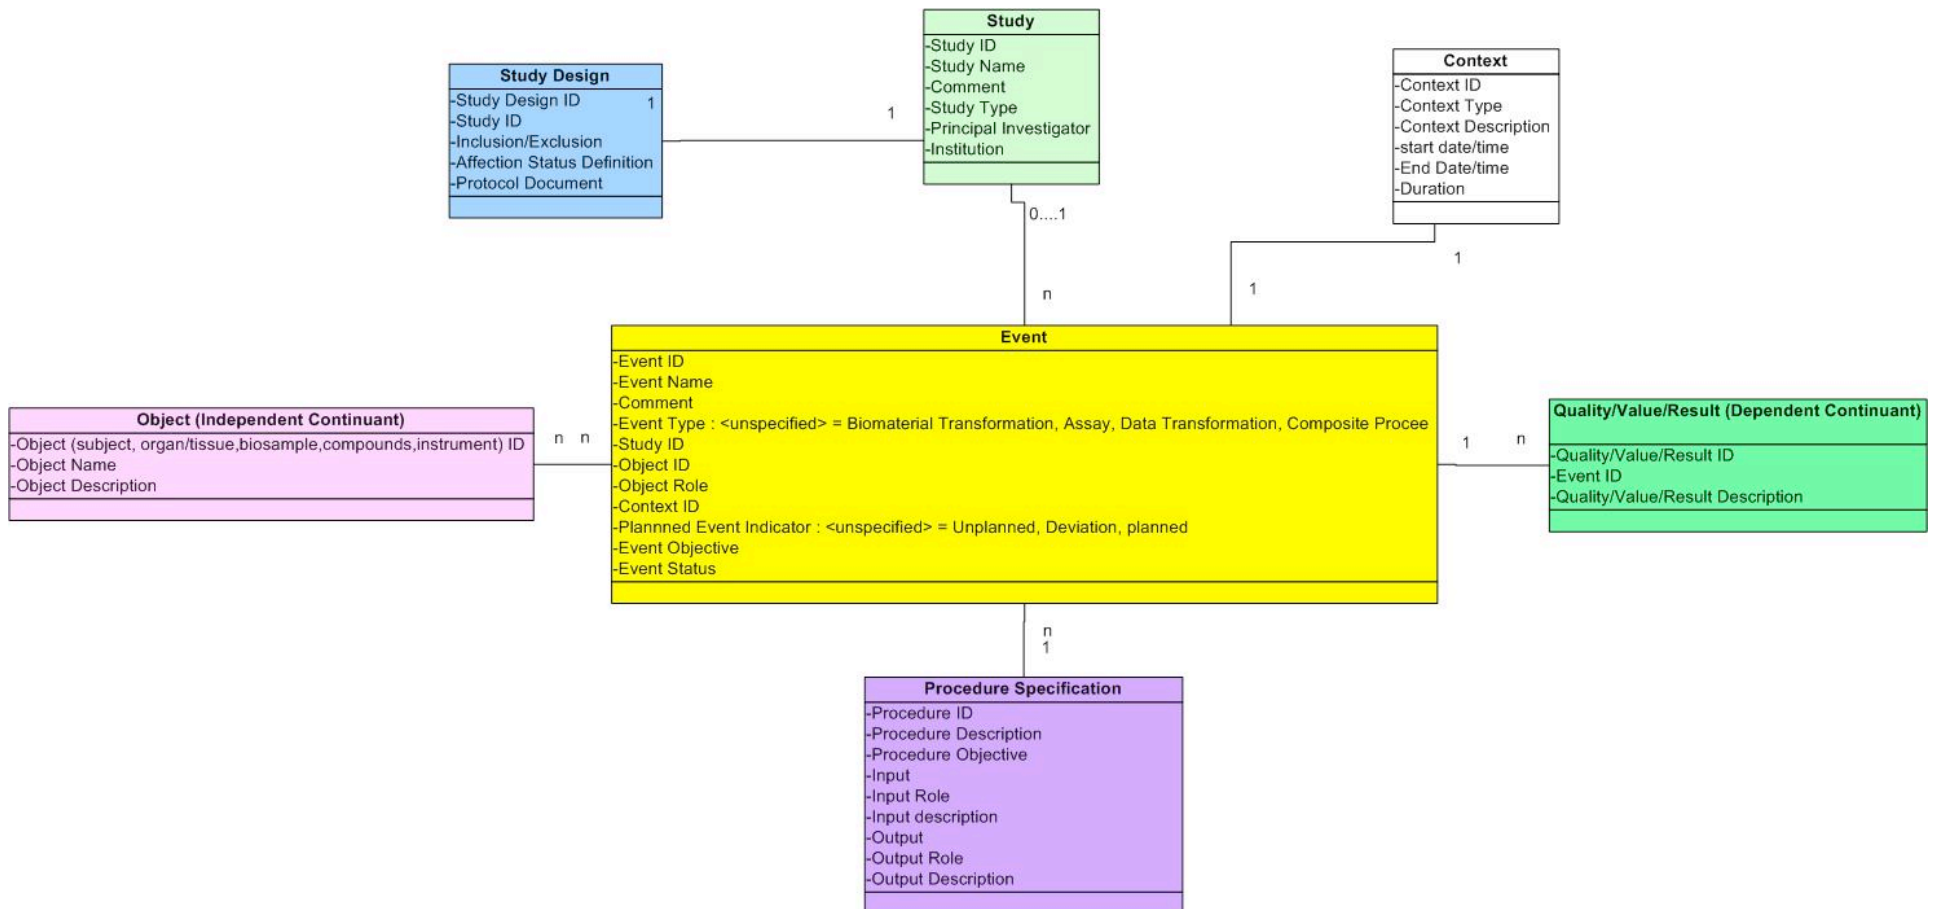 Study
-Study ID
-Study Name
-Comment
-Study Type
-Principal Investigator
-Institution
Study Design
-Study Design ID
1
-Study ID
-Inclusion/Exclusion
-Affection Status Definition
-Protocol Document
1
Context
-Context ID
-Context Type
-Context Description
-start date/time
-End Date/time
-Duration
0....1
n
1
1
Event
-Event ID
-Event Name
-Comment
-Event Type : <unspecified> = Biomaterial Transformation, Assay, Data Transformation, Composite Procee
-Study ID
-Object ID
-Object Role
-Context ID
-Plannned Event Indicator : <unspecified> = Unplanned, Deviation, planned
-Event Objective
-Event Status
Object (Independent Continuant)
-Object (subject, organ/tissue,biosample,compounds,instrument) ID
-Object Name
-Object Description
n n
1 n
Quality/Value/Result (Dependent Continuant)
-Quality/Value/Result ID
-Event ID
-Quality/Value/Result Description
n
1
Procedure Specification
-Procedure ID
-Procedure Description
-Procedure Objective
-Input
-Input Role
-Input description
-Output
-Output Role
-Output Description